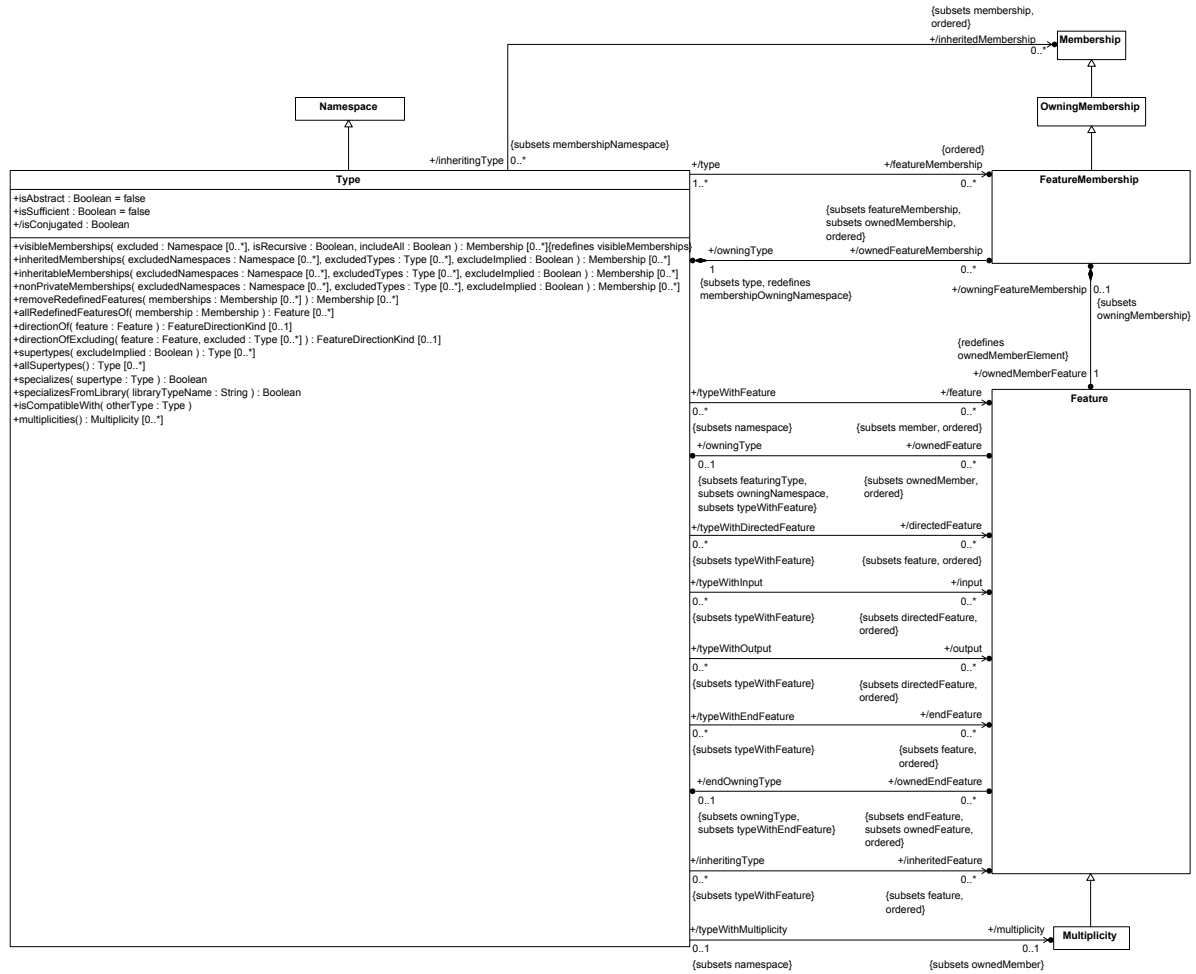 {subsets membership,
ordered}
+/inheritedMembership
0..*
Membership
Namespace
OwningMembership
{subsets membershipNamespace}
+/inheritingType
0..*
Type
+isAbstract : Boolean = false
+isSufficient : Boolean = false
+/isConjugated : Boolean
+visibleMemberships( excluded : Namespace [0..*], isRecursive : Boolean, includeAll : Boolean ) : Membership [0..*]{redefines visibleMemberships}
+inheritedMemberships( excludedNamespaces : Namespace [0..*], excludedTypes : Type [0..*], excludeImplied : Boolean ) : Membership [0..*]
+inheritableMemberships( excludedNamespaces : Namespace [0..*], excludedTypes : Type [0..*], excludeImplied : Boolean ) : Membership [0..*]
+nonPrivateMemberships( excludedNamespaces : Namespace [0..*], excludedTypes : Type [0..*], excludeImplied : Boolean ) : Membership [0..*]
+removeRedefinedFeatures( memberships : Membership [0..*] ) : Membership [0..*]
+allRedefinedFeaturesOf( membership : Membership ) : Feature [0..*]
+directionOf( feature : Feature ) : FeatureDirectionKind [0..1]
+directionOfExcluding( feature : Feature, excluded : Type [0..*] ) : FeatureDirectionKind [0..1]
+supertypes( excludeImplied : Boolean ) : Type [0..*]
+allSupertypes() : Type [0..*]
+specializes( supertype : Type ) : Boolean
+specializesFromLibrary( libraryTypeName : String ) : Boolean
+isCompatibleWith( otherType : Type )
+multiplicities() : Multiplicity [0..*]
{ordered}
+/type
+/featureMembership
1..*
0..*
FeatureMembership
{subsets featureMembership,
subsets ownedMembership,
ordered}
+/owningType
+/ownedFeatureMembership
1
0..*
{subsets type, redefines
membershipOwningNamespace}
+/owningFeatureMembership
0..1
{subsets
owningMembership}
{redefines
ownedMemberElement}
+/ownedMemberFeature
1
Feature
+/typeWithFeature
+/feature
0..*
0..*
{subsets namespace}
{subsets member, ordered}
+/owningType
+/ownedFeature
0..1
0..*
{subsets featuringType,
subsets owningNamespace,
subsets typeWithFeature}
{subsets ownedMember,
ordered}
+/typeWithDirectedFeature
+/directedFeature
0..*
0..*
{subsets typeWithFeature}
{subsets feature, ordered}
+/typeWithInput
+/input
0..*
0..*
{subsets typeWithFeature}
{subsets directedFeature,
ordered}
+/typeWithOutput
+/output
0..*
0..*
{subsets typeWithFeature}
{subsets directedFeature,
ordered}
+/typeWithEndFeature
+/endFeature
0..*
0..*
{subsets typeWithFeature}
{subsets feature,
ordered}
+/endOwningType
+/ownedEndFeature
0..1
0..*
{subsets owningType,
subsets typeWithEndFeature}
{subsets endFeature,
subsets ownedFeature,
ordered}
+/inheritingType
+/inheritedFeature
0..*
0..*
{subsets typeWithFeature}
{subsets feature,
ordered}
+/typeWithMultiplicity
+/multiplicity
0..1
0..1
{subsets namespace}
{subsets ownedMember}
Multiplicity